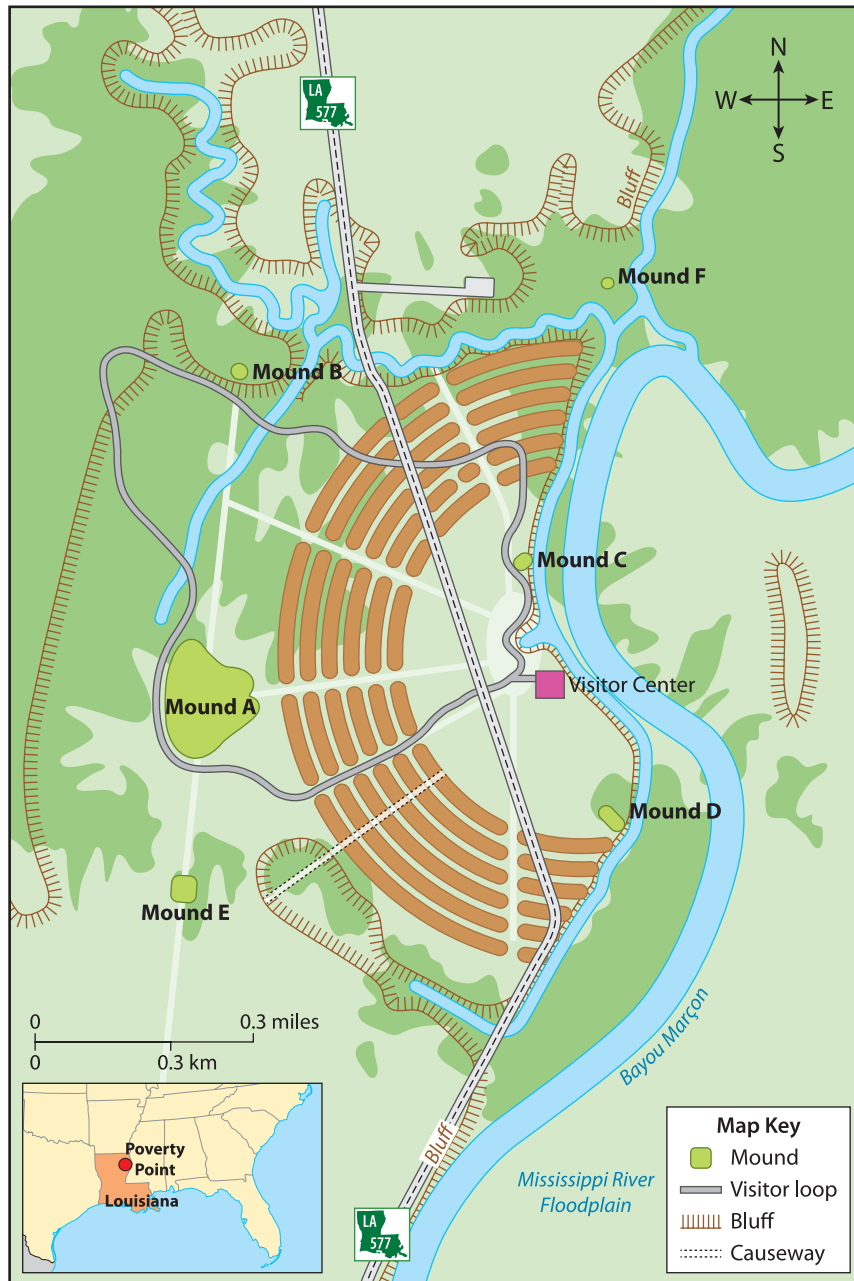 LA
577
N
W E
S
Bluff
Mound F
Mound B
Mound C
Mound A
Visitor Center
Mound D
Mound E
0 0.3 miles
0 0.3 km
Bayou Marçon
Poverty
Point
Louisiana
Bluff
Mississippi River
Floodplain
LA
577
Map Key
Mound
Visitor loop
Bluff
Causeway